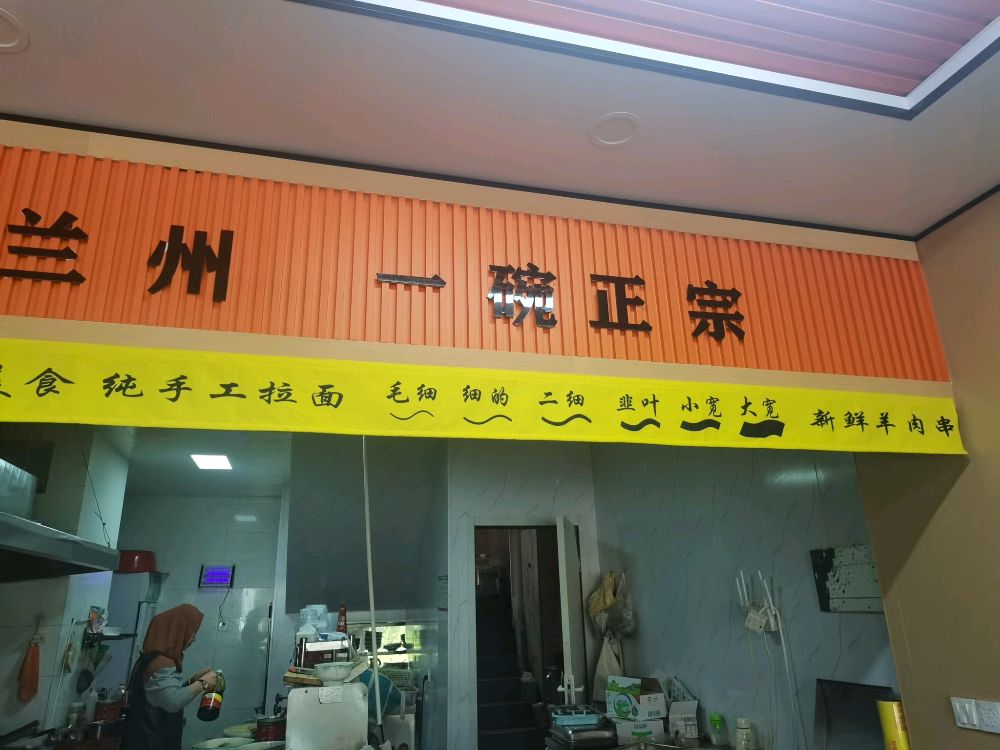 兰州 一碗正宗
美食 纯手工拉面 毛细 细的 二细 韭叶 小宽 大宽 新鲜羊肉串